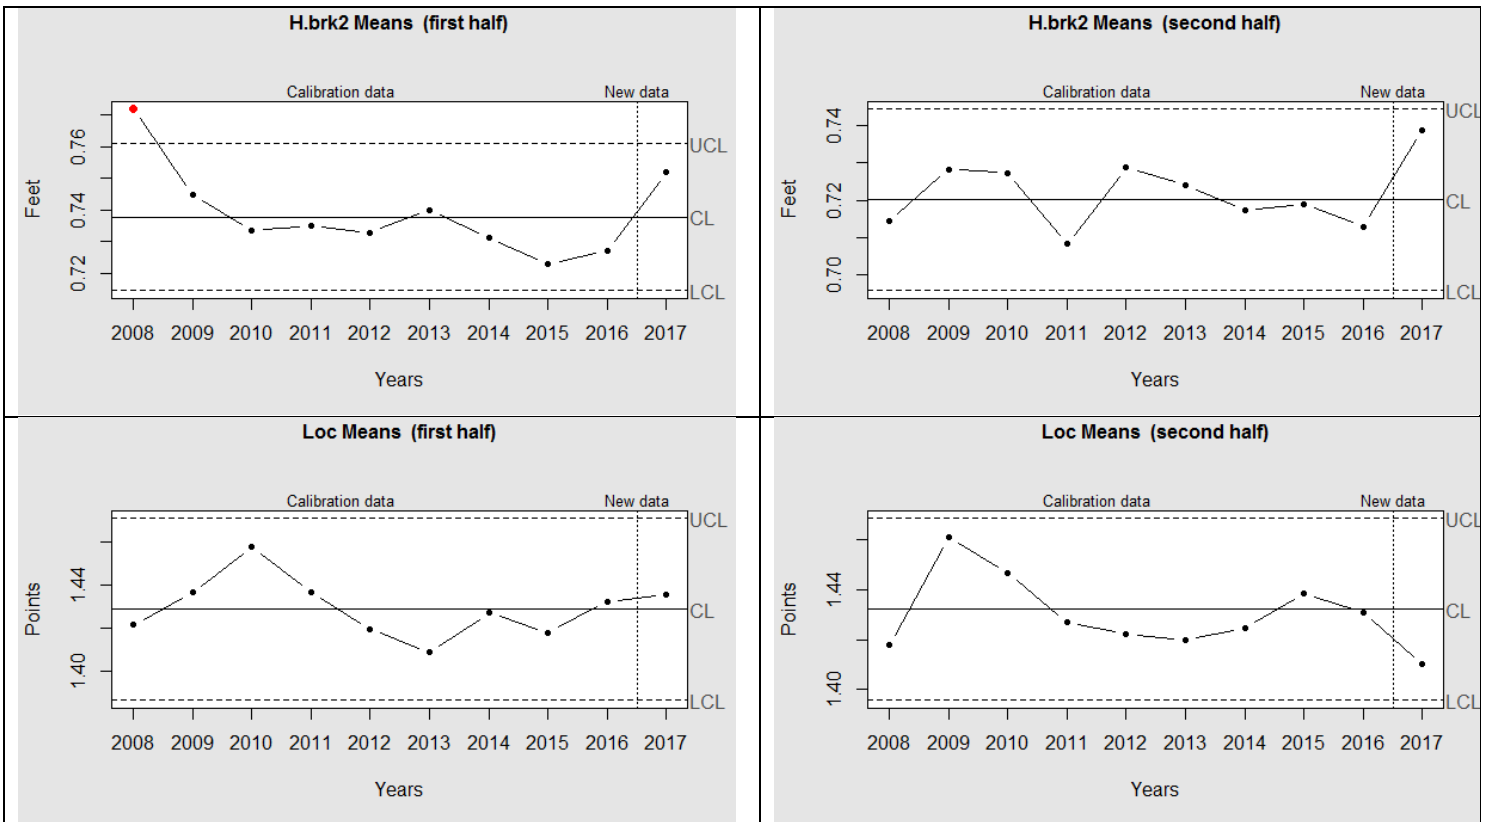 H.brk2 Means (first half)
Calibration data New data
Feet
0.76
0.74
0.72
UCL
CL
LCL
2008 2009 2010 2011 2012 2013 2014 2015 2016 2017
Years
H.brk2 Means (second half)
Calibration data New data
Feet
0.74
0.72
0.70
UCL
CL
LCL
2008 2009 2010 2011 2012 2013 2014 2015 2016 2017
Years
Loc Means (first half)
Calibration data New data
Points
1.44
1.40
UCL
CL
LCL
2008 2009 2010 2011 2012 2013 2014 2015 2016 2017
Years
Loc Means (second half)
Calibration data New data
Points
1.44
1.40
UCL
CL
LCL
2008 2009 2010 2011 2012 2013 2014 2015 2016 2017
Years